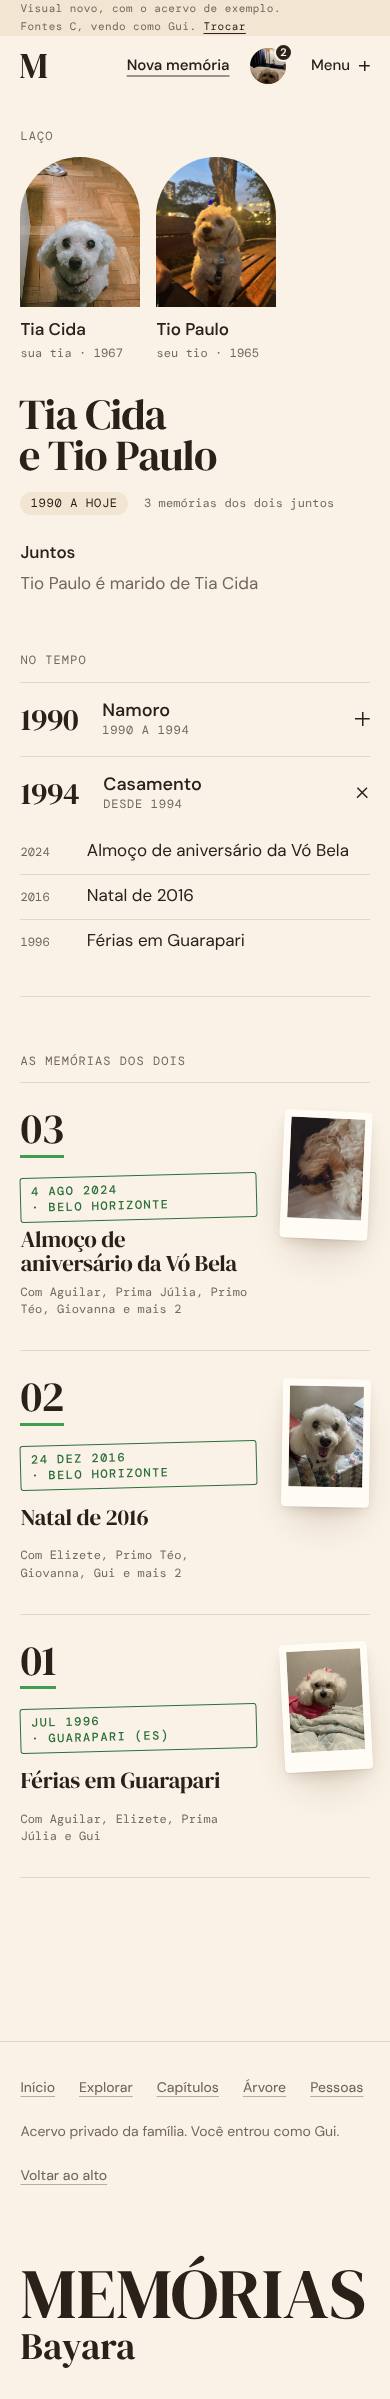 Visual novo, com o acervo de exemplo.
Fontes C, vendo como Gui. Trocar
M
Nova memória
2
Menu +
LAÇO
Tia Cida
sua tia · 1967
Tio Paulo
seu tio · 1965
Tia Cida
e Tio Paulo
1990 A HOJE
3 memórias dos dois juntos
Juntos
Tio Paulo é marido de Tia Cida
NO TEMPO
1990
Namoro
1990 A 1994
1994
Casamento
DESDE 1994
2024 Almoço de aniversário da Vó Bela
2016 Natal de 2016
1996 Férias em Guarapari
AS MEMÓRIAS DOS DOIS
03
4 AGO 2024
· BELO HORIZONTE
Almoço de
aniversário da Vó Bela
Com Aguilar, Prima Júlia, Primo
Téo, Giovanna e mais 2
02
24 DEZ 2016
· BELO HORIZONTE
Natal de 2016
Com Elizete, Primo Téo,
Giovanna, Gui e mais 2
01
JUL 1996
· GUARAPARI (ES)
Férias em Guarapari
Com Aguilar, Elizete, Prima
Júlia e Gui
Início Explorar Capítulos Árvore Pessoas
Acervo privado da família. Você entrou como Gui.
Voltar ao alto
MEMÓRIAS
Bayara